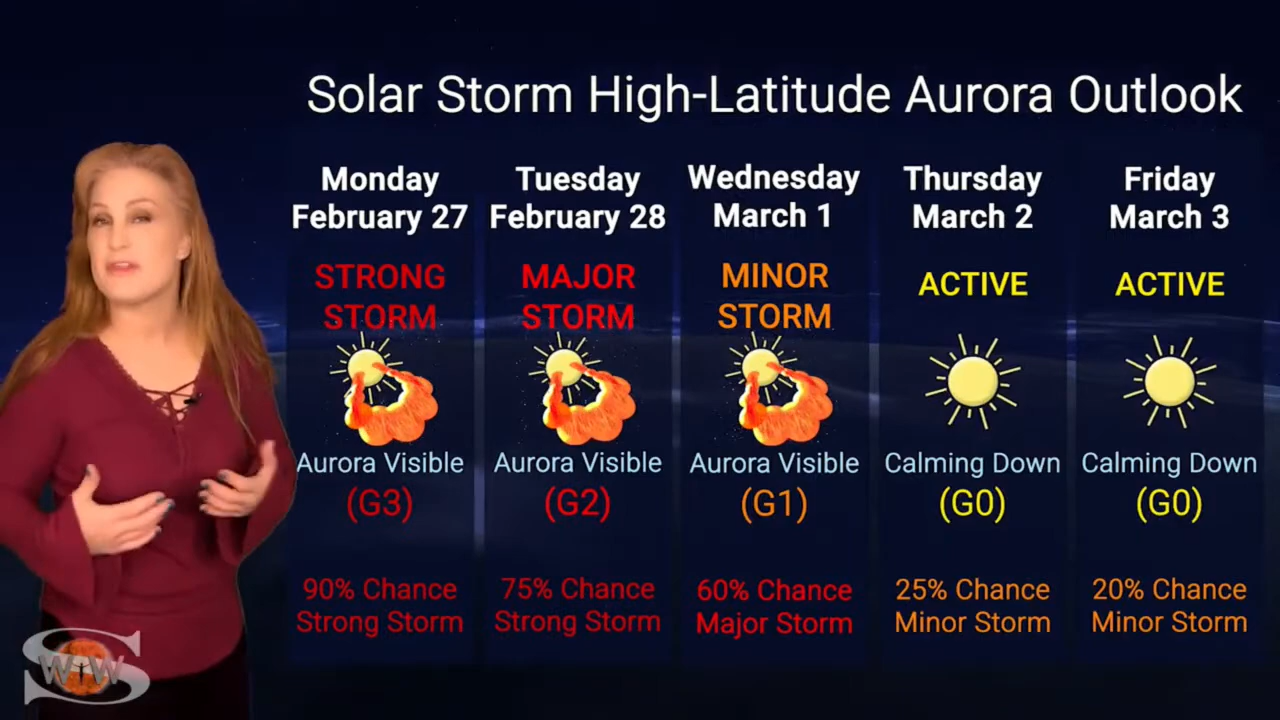 Solar Storm High-Latitude Aurora Outlook
Monday
February 27
STRONG
STORM
Aurora Visible
(G3)
90% Chance
Strong Storm
Tuesday
February 28
MAJOR
STORM
Aurora Visible
(G2)
75% Chance
Strong Storm
Wednesday
March 1
MINOR
STORM
Aurora Visible
(G1)
60% Chance
Major Storm
Thursday
March 2
ACTIVE
Calming Down
(G0)
25% Chance
Minor Storm
Friday
March 3
ACTIVE
Calming Down
(G0)
20% Chance
Minor Storm
S
WIW